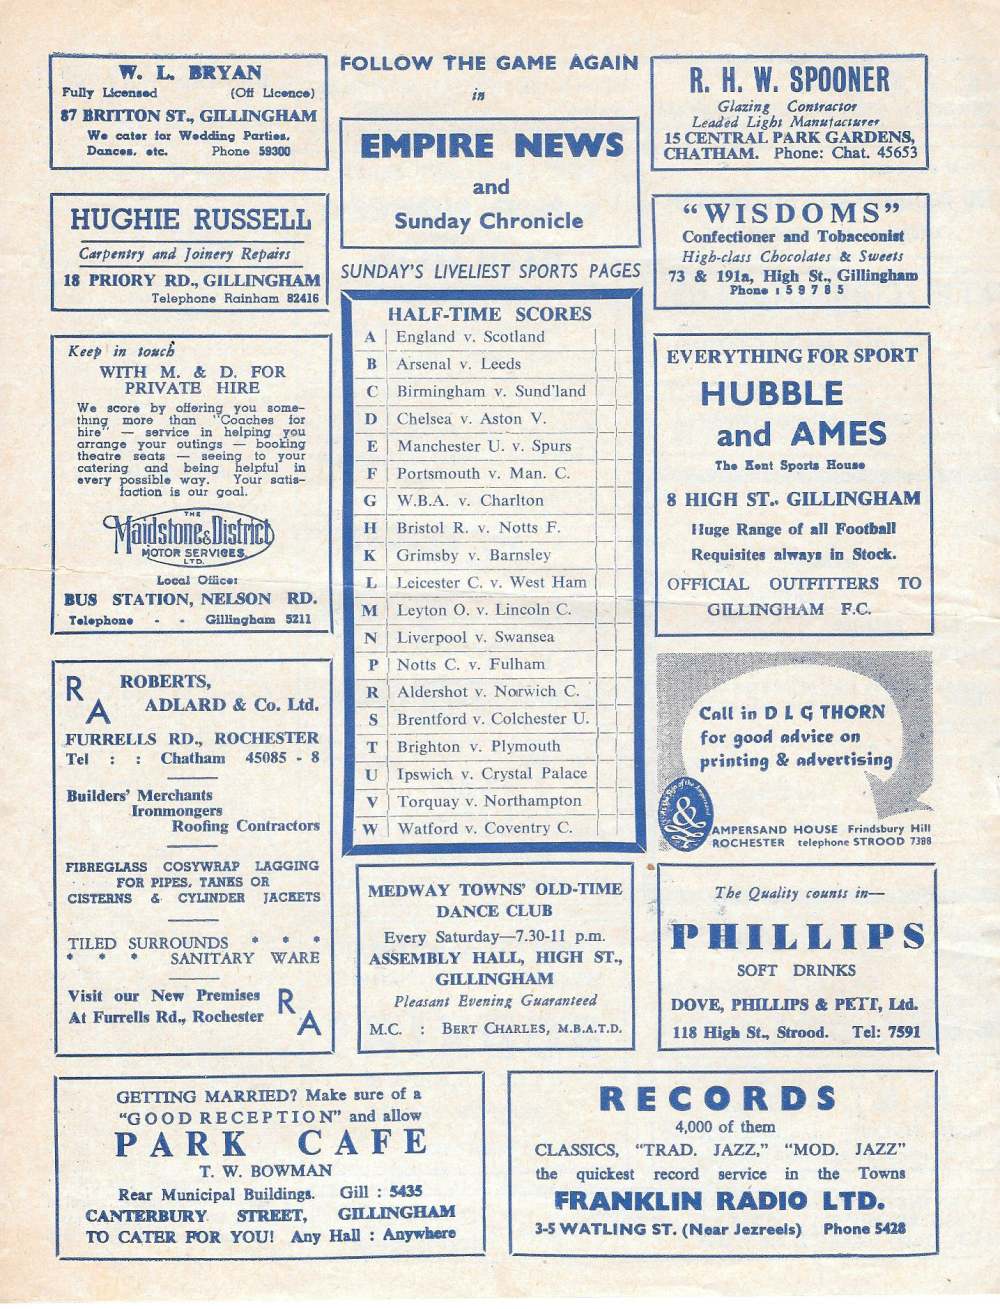 W. L. BRYAN
Fully Licensed (Off Licence)
87 BRITTON ST., GILLINGHAM
We cater for Wedding Parties,
Dances, etc. Phone 59300
HUGHIE RUSSELL
Carpentry and Joinery Repairs
18 PRIORY RD., GILLINGHAM
Telephone Rainham 82416
Keep in touch
WITH M. & D. FOR
PRIVATE HIRE
We score by offering you some-
thing more than "Coaches for
hire" — service in helping you
arrange your outings — booking
theatre seats — seeing to your
catering and being helpful in
every possible way. Your satis-
faction is our goal.
THE
Maidstone & District
MOTOR SERVICES
LTD.
Local Office:
BUS STATION, NELSON RD.
Telephone - - Gillingham 5211
RA
ROBERTS,
ADLARD & Co. Ltd.
FURRELLS RD., ROCHESTER
Tel : : Chatham 45085 - 8
Builders' Merchants
Ironmongers
Roofing Contractors
FIBREGLASS COSYWRAP LAGGING
FOR PIPES, TANKS OR
CISTERNS & CYLINDER JACKETS
TILED SURROUNDS * * *
* * * SANITARY WARE
Visit our New Premises
At Furrells Rd., Rochester
RA
FOLLOW THE GAME AGAIN
in
EMPIRE NEWS
and
Sunday Chronicle
SUNDAY'S LIVELIEST SPORTS PAGES
HALF-TIME SCORES
A England v. Scotland
B Arsenal v. Leeds
C Birmingham v. Sund'land
D Chelsea v. Aston V.
E Manchester U. v. Spurs
F Portsmouth v. Man. C.
G W.B.A. v. Charlton
H Bristol R. v. Notts F.
K Grimsby v. Barnsley
L Leicester C. v. West Ham
M Leyton O. v. Lincoln C.
N Liverpool v. Swansea
P Notts C. v. Fulham
R Aldershot v. Norwich C.
S Brentford v. Colchester U.
T Brighton v. Plymouth
U Ipswich v. Crystal Palace
V Torquay v. Northampton
W Watford v. Coventry C.
MEDWAY TOWNS' OLD-TIME
DANCE CLUB
Every Saturday—7.30-11 p.m.
ASSEMBLY HALL, HIGH ST.,
GILLINGHAM
Pleasant Evening Guaranteed
M.C. : BERT CHARLES, M.B.A.T.D.
R. H. W. SPOONER
Glazing Contractor
Leaded Light Manufacturer
15 CENTRAL PARK GARDENS,
CHATHAM. Phone: Chat. 45653
"WISDOMS"
Confectioner and Tobacconist
High-class Chocolates & Sweets
73 & 191a, High St., Gillingham
Phone : 59785
EVERYTHING FOR SPORT
HUBBLE
and AMES
The Kent Sports House
8 HIGH ST., GILLINGHAM
Huge Range of all Football
Requisites always in Stock.
OFFICIAL OUTFITTERS TO
GILLINGHAM F.C.
Call in D L G THORN
for good advice on
printing & advertising
&
AMPERSAND HOUSE Frindsbury Hill
ROCHESTER telephone STROOD 7388
The Quality counts in—
PHILLIPS
SOFT DRINKS
DOVE, PHILLIPS & PETT, Ltd.
118 High St., Strood. Tel: 7591
GETTING MARRIED? Make sure of a
"GOOD RECEPTION" and allow
PARK CAFE
T. W. BOWMAN
Rear Municipal Buildings. Gill : 5435
CANTERBURY STREET, GILLINGHAM
TO CATER FOR YOU! Any Hall : Anywhere
RECORDS
4,000 of them
CLASSICS, "TRAD. JAZZ," "MOD. JAZZ"
the quickest record service in the Towns
FRANKLIN RADIO LTD.
3-5 WATLING ST. (Near Jezreels) Phone 5428